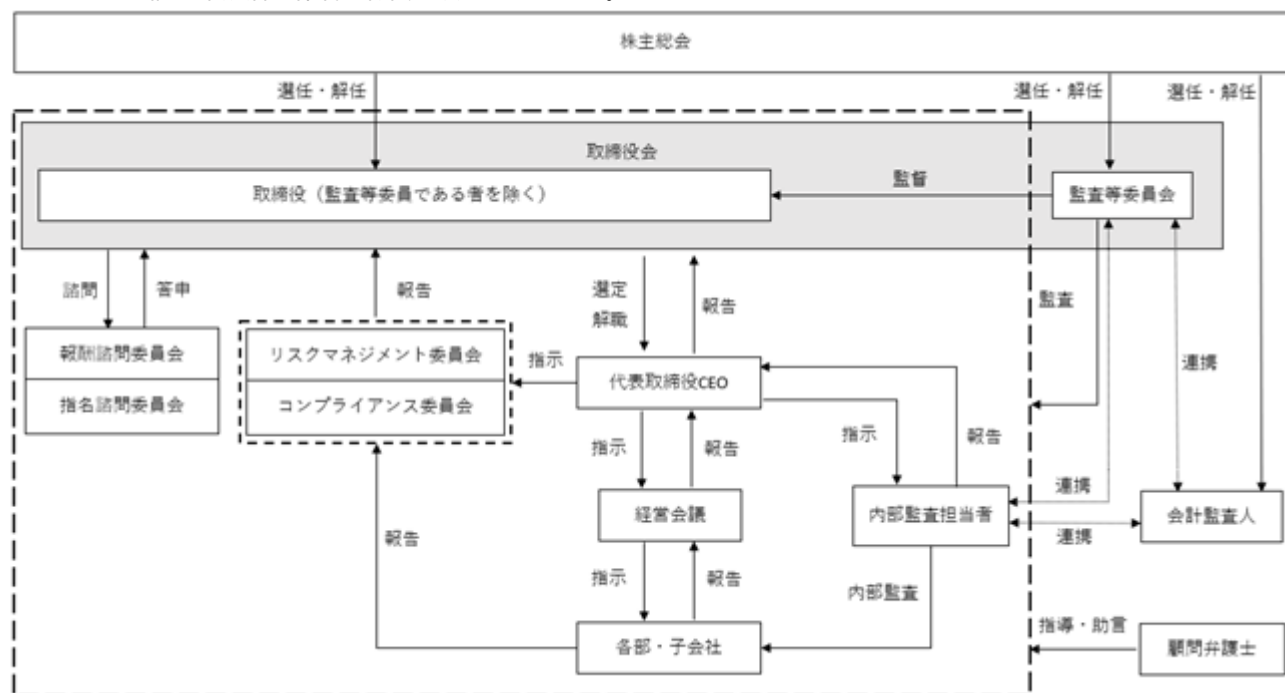 株主総会
選任・解任
選任・解任
選任・解任
取締役会
取締役（監査等委員である者を除く）
監督
監査等委員会
諮問
答申
報告
選定
解職
報告
監査
連携
報酬諮問委員会
指名諮問委員会
リスクマネジメント委員会
コンプライアンス委員会
指示
代表取締役CEO
指示
報告
指示
報告
連携
経営会議
内部監査担当者
会計監査人
連携
報告
指示
報告
内部監査
各部・子会社
指導・助言
顧問弁護士